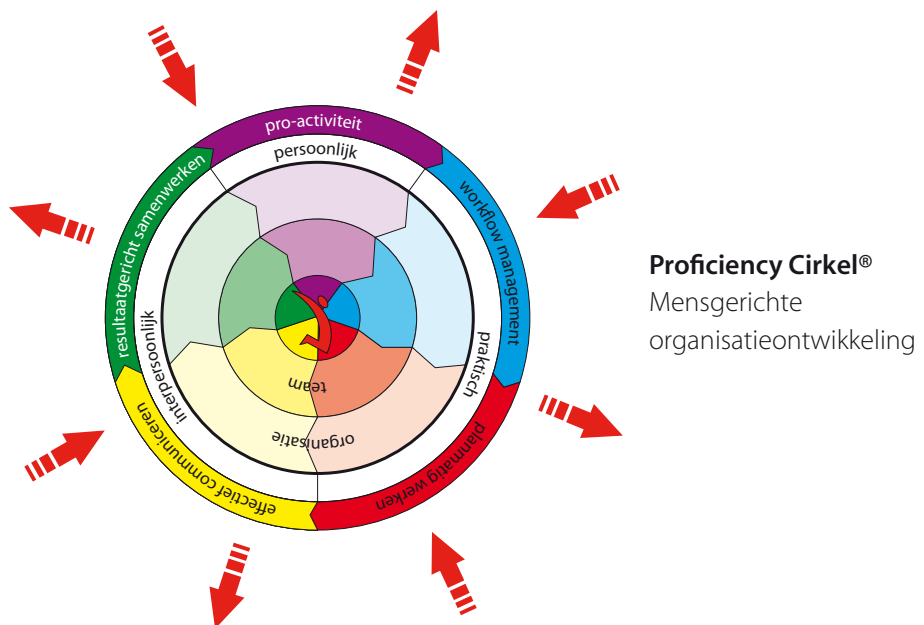 pro-activiteit
persoonlijk
workflow management
praktisch
planmatig werken
effectief communiceren
interpersoonlijk
resultaatgericht samenwerken
team
organisatie
Proficiency Cirkel®
Mensgerichte
organisatieontwikkeling